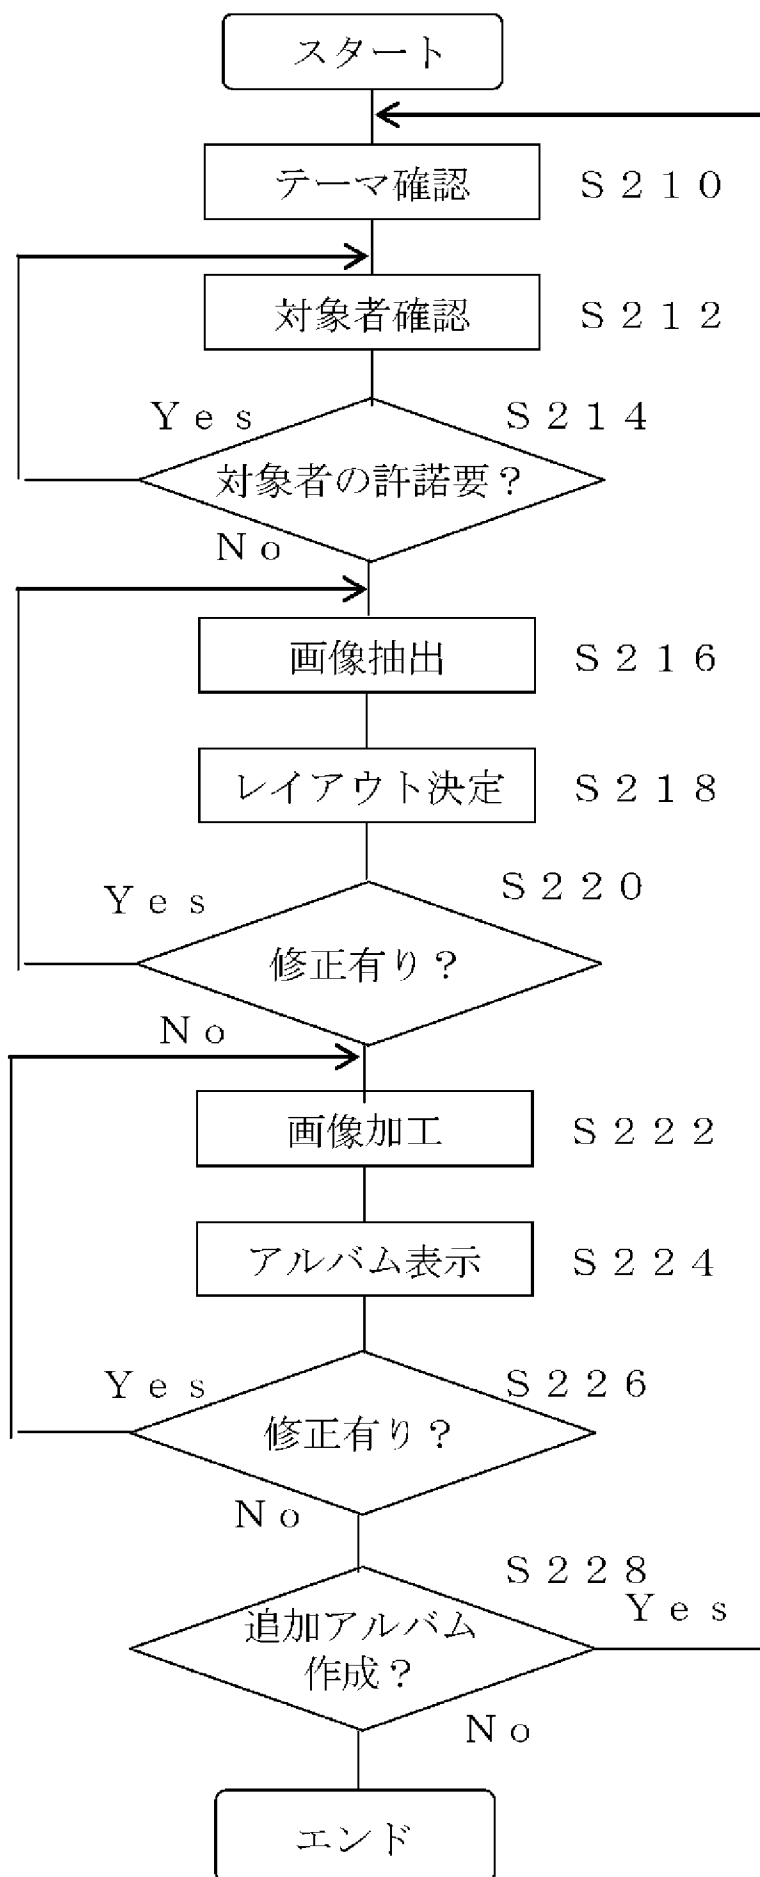 スタート
テーマ確認 S210
対象者確認 S212
Yes S214
対象者の許諾要？
No
画像抽出 S216
レイアウト決定 S218
Yes S220
修正有り？
No
画像加工 S222
アルバム表示 S224
Yes S226
修正有り？
No
S228
追加アルバム Yes
作成？
No
エンド